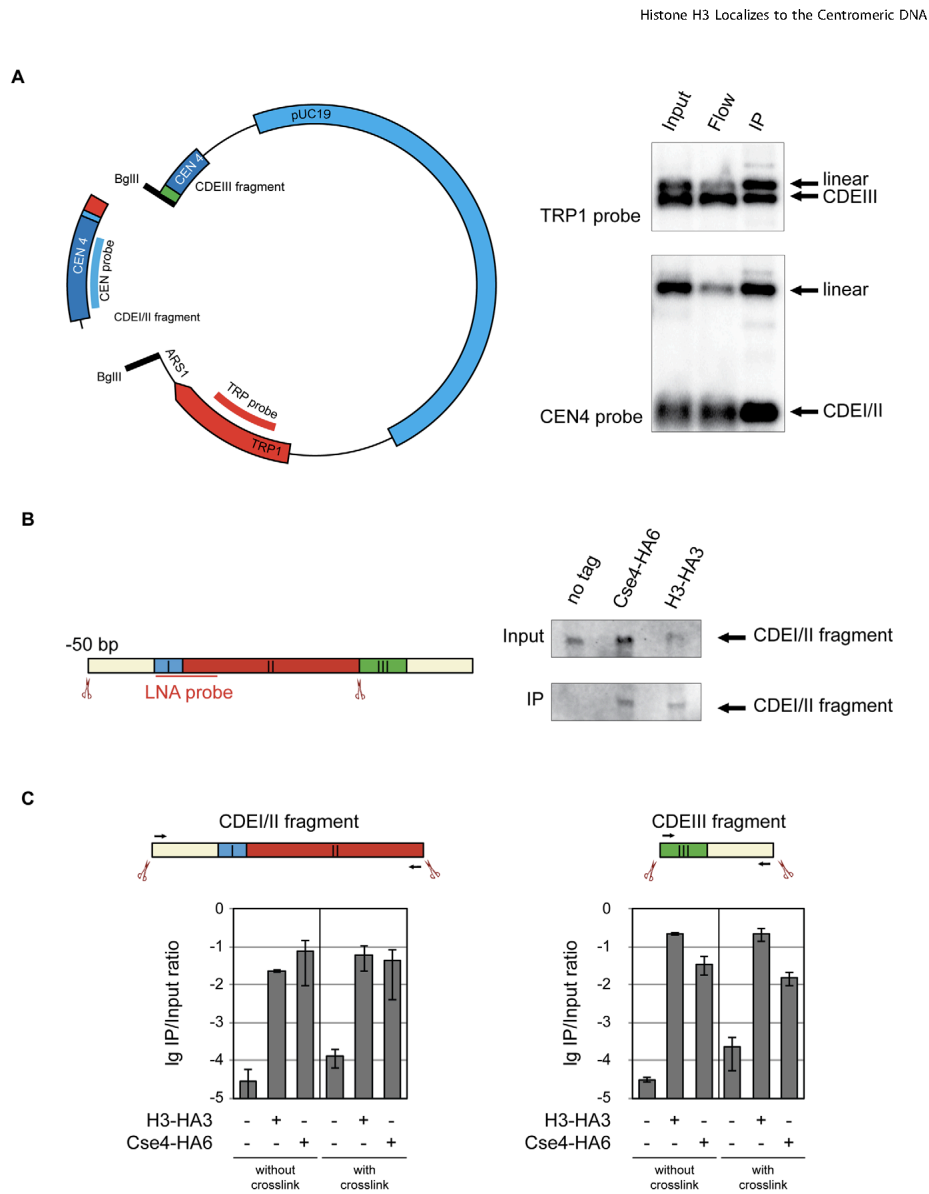 Histone H3 Localizes to the Centromeric DNA
A
pUC19
CEN 4
BglII
CDEIII fragment
CEN 4
CEN probe
CDEI/II fragment
ARS1
BglII
TRP probe
TRP1
Input
Flow
IP
linear
CDEIII
TRP1 probe
linear
CDEI/II
CEN4 probe
B
-50 bp
I
II
III
LNA probe
no tag
Cse4-HA6
H3-HA3
Input
CDEI/II fragment
IP
CDEI/II fragment
C
CDEI/II fragment
I
II
lg IP/Input ratio
0
-1
-2
-3
-4
-5
H3-HA3 - + - - + -
Cse4-HA6 - - + - - +
without
crosslink
with
crosslink
CDEIII fragment
III
lg IP/Input ratio
0
-1
-2
-3
-4
-5
H3-HA3 - + - - + -
Cse4-HA6 - - + - - +
without
crosslink
with
crosslink